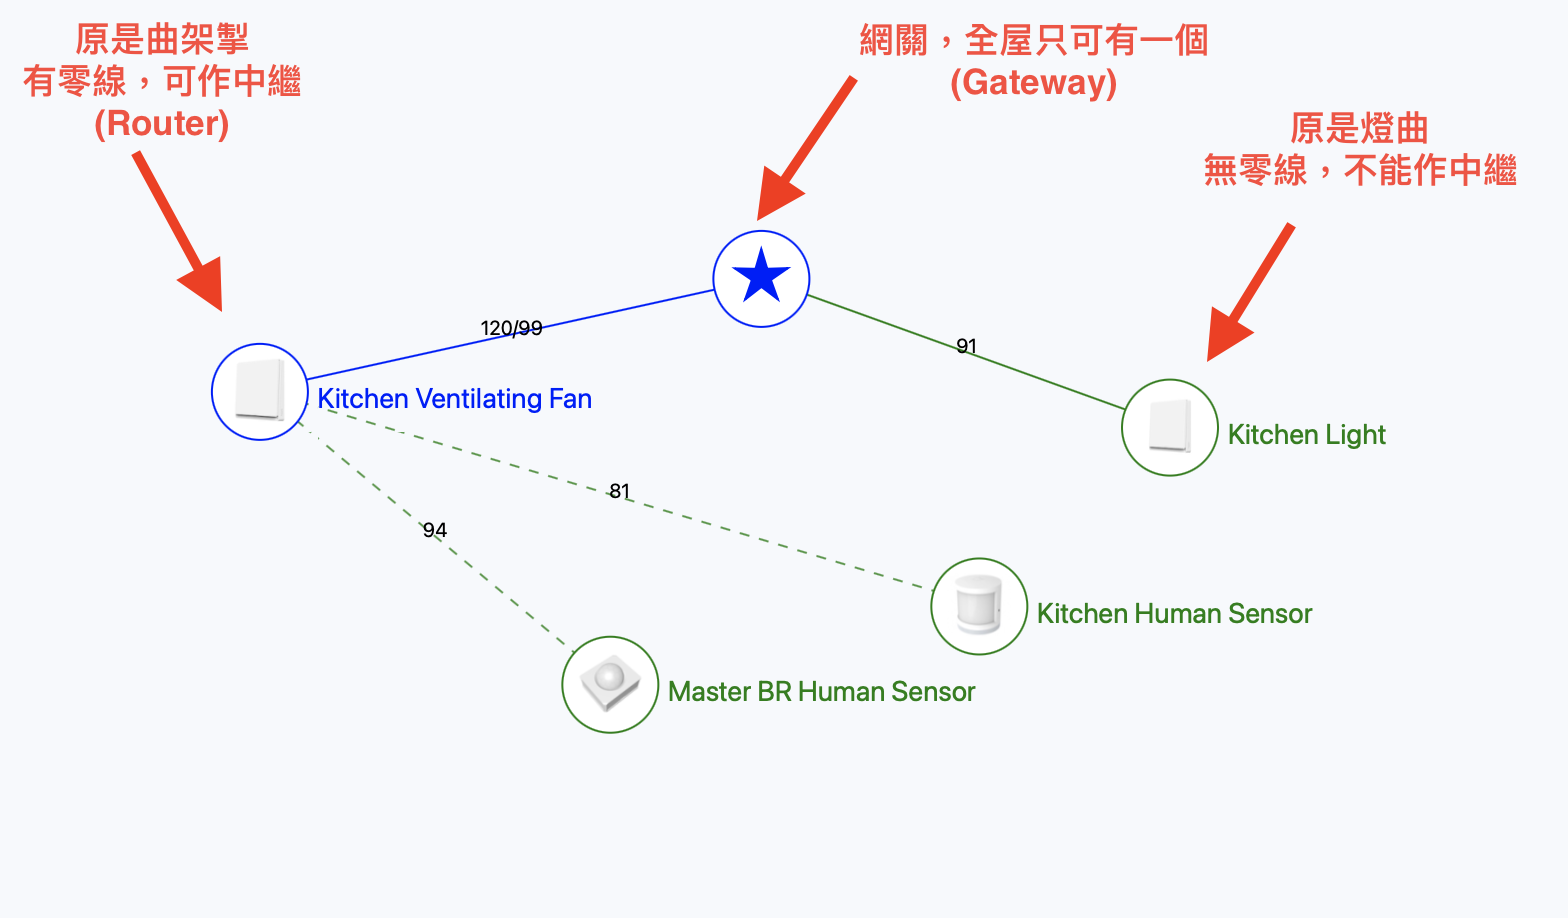 原是曲架掣
有零線，可作中繼
(Router)
網關，全屋只可有一個
(Gateway)
原是燈曲
無零線，不能作中繼
120/99
91
Kitchen Ventilating Fan
Kitchen Light
81
94
Kitchen Human Sensor
Master BR Human Sensor